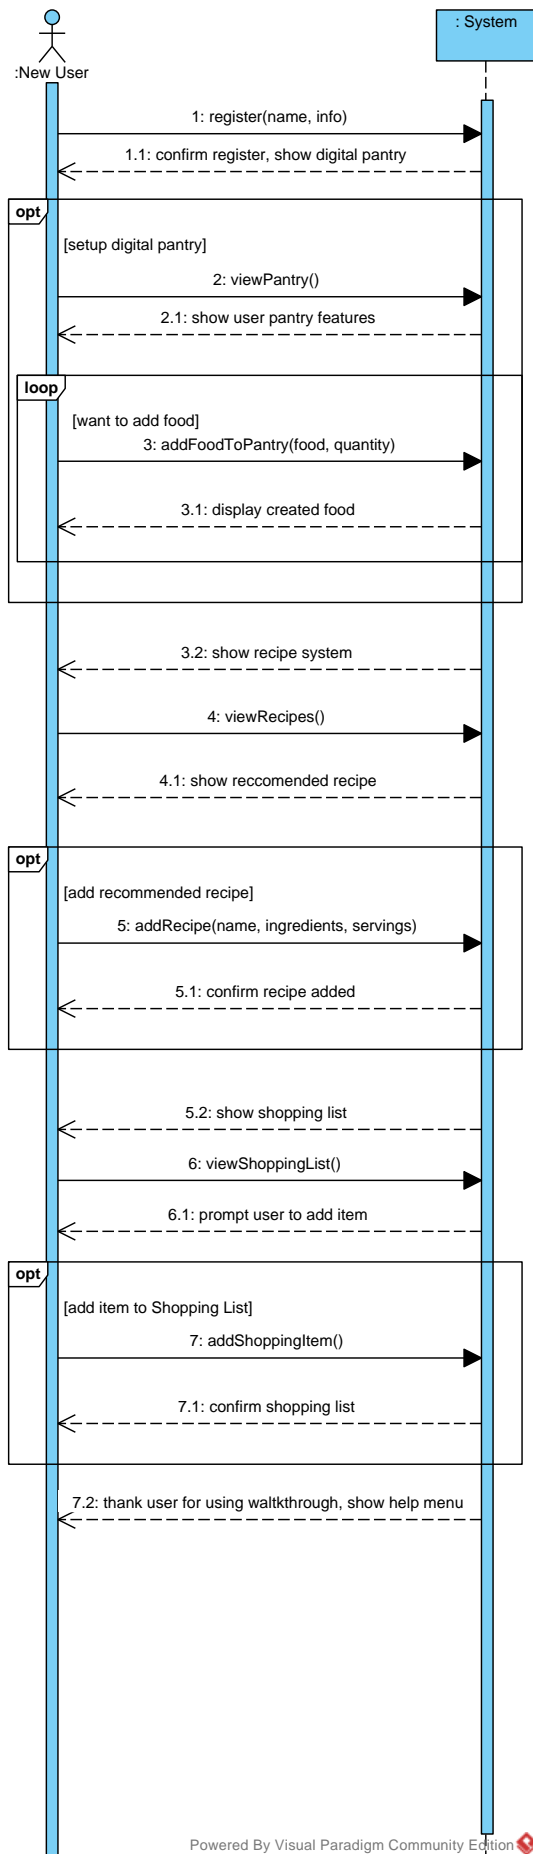 : System
:New User
1: register(name, info)
1.1: confirm register, show digital pantry
opt
[setup digital pantry]
2: viewPantry()
2.1: show user pantry features
loop
[want to add food]
3: addFoodToPantry(food, quantity)
3.1: display created food
3.2: show recipe system
4: viewRecipes()
4.1: show reccomended recipe
opt
[add recommended recipe]
5: addRecipe(name, ingredients, servings)
5.1: confirm recipe added
5.2: show shopping list
6: viewShoppingList()
6.1: prompt user to add item
opt
[add item to Shopping List]
7: addShoppingItem()
7.1: confirm shopping list
7.2: thank user for using waltkthrough, show help menu
Powered By Visual Paradigm Community Edition